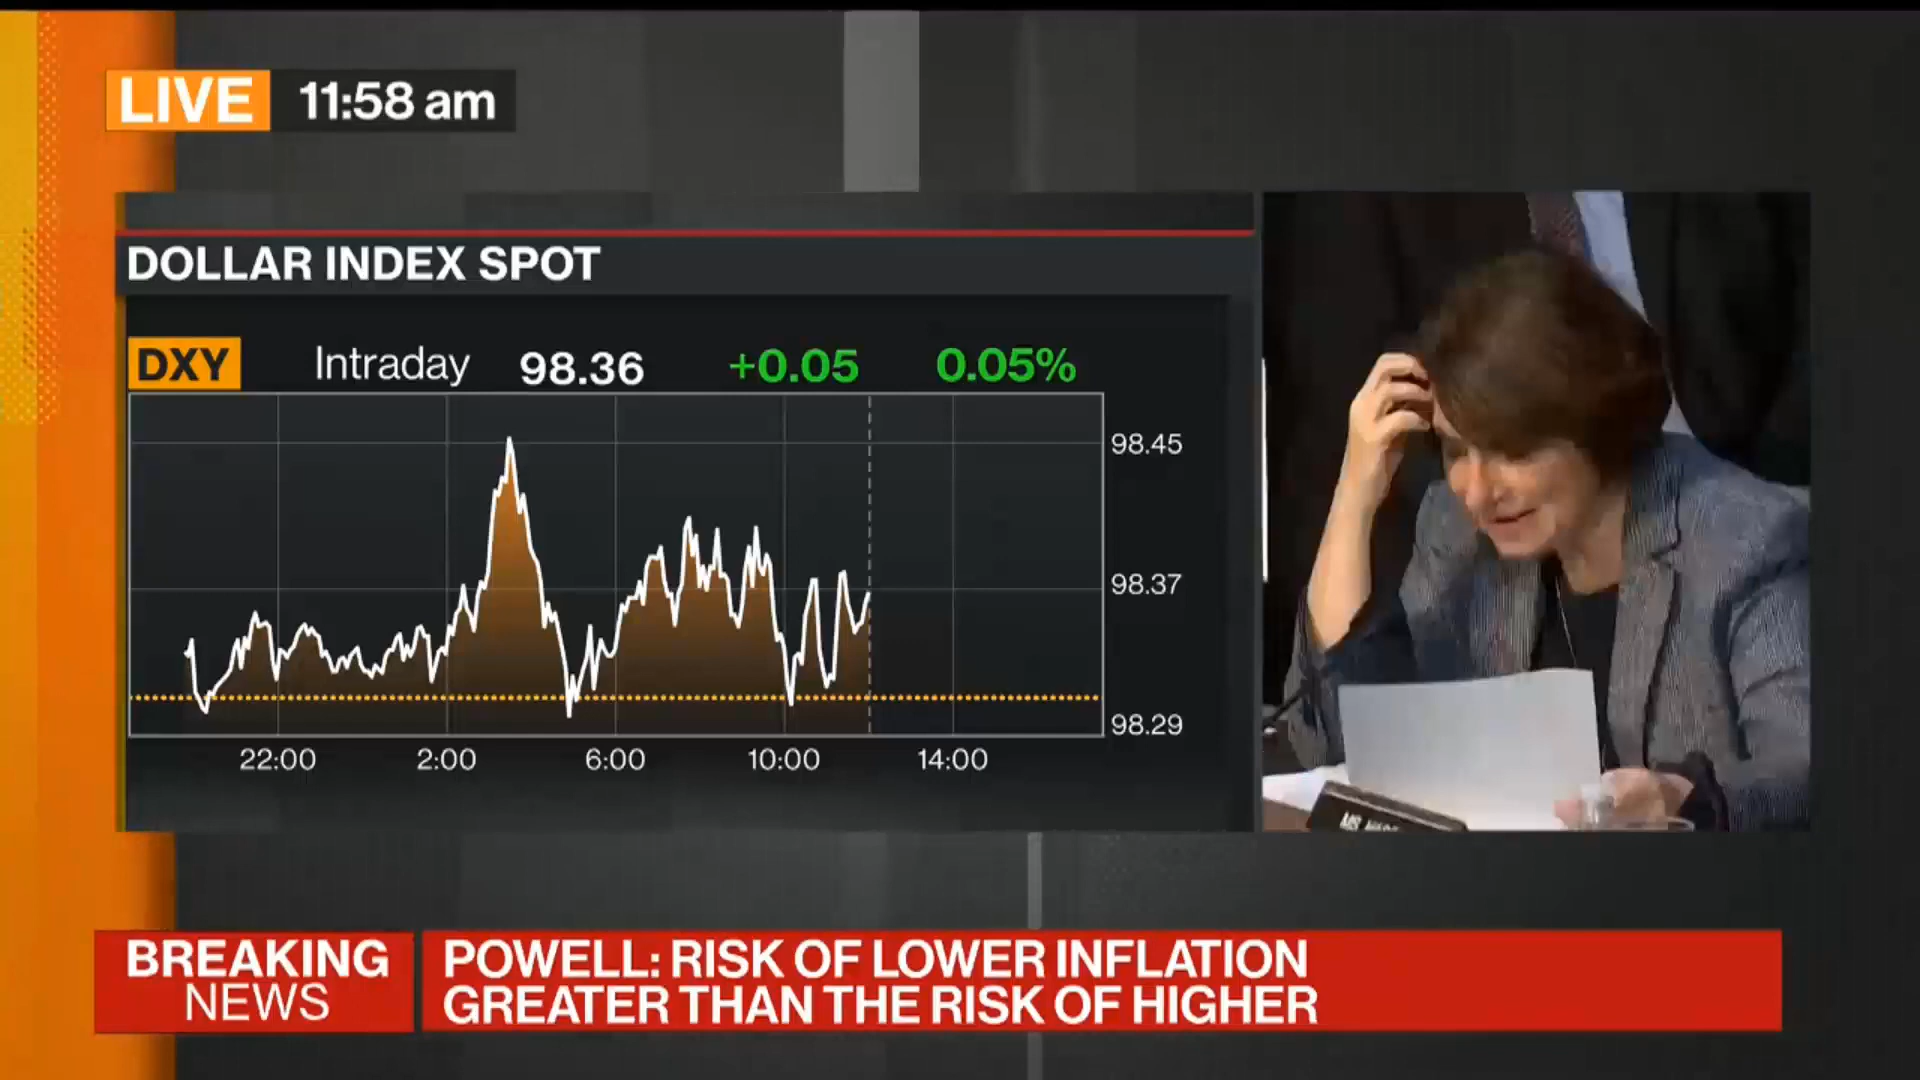 LIVE 11:58 am
DOLLAR INDEX SPOT
DXY Intraday 98.36 +0.05 0.05%
98.45
98.37
98.29
22:00 2:00 6:00 10:00 14:00
MS.
BREAKING
NEWS
POWELL: RISK OF LOWER INFLATION
GREATER THAN THE RISK OF HIGHER